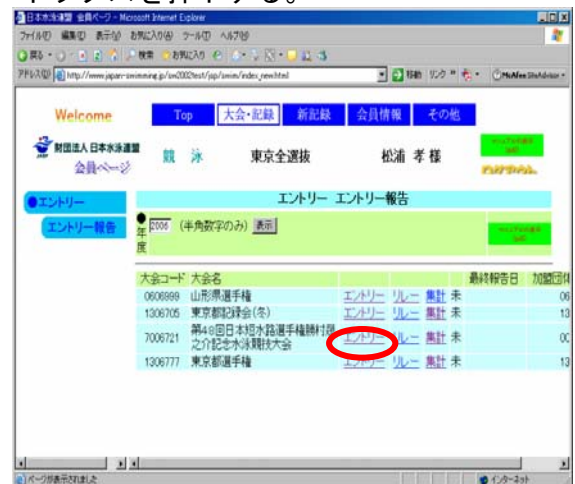 日本水泳連盟 会員ページ - Microsoft Internet Explorer
ファイル(F) 編集(E) 表示(V) お気に入り(A) ツール(T) ヘルプ(H)
戻る 検索 お気に入り
アドレス(D) http://www.japan-swimming.jp/sw2002test/jsp/swim/index_new.html 移動 リンク McAfee SiteAdvisor
Welcome Top 大会・記録 新記録 会員情報 その他
財団法人 日本水泳連盟
会員ページ
競 泳 東京全選抜 松浦 孝 様
エントリー
エントリー報告
エントリー エントリー報告
年度 2006 (半角数字のみ) 表示
大会コード 大会名 最終報告日 加盟団体
0606999 山形県選手権 エントリー リレー 集計 未 06
1306705 東京都記録会(冬) エントリー リレー 集計 未 13
7006721 第48回日本短水路選手権勝村
之介記念水泳競技大会 エントリー リレー 集計 未 00
1306777 東京都選手権 エントリー リレー 集計 未 13
ページが表示されました インターネット